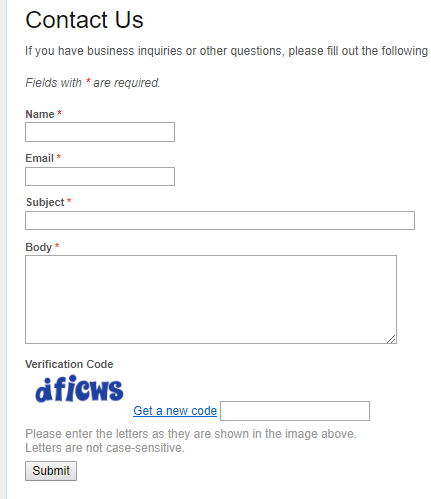 Contact Us
If you have business inquiries or other questions, please fill out the following
Fields with * are required.
Name *
Email *
Subject *
Body *
Verification Code
aficws
Get a new code
Please enter the letters as they are shown in the image above.
Letters are not case-sensitive.
Submit